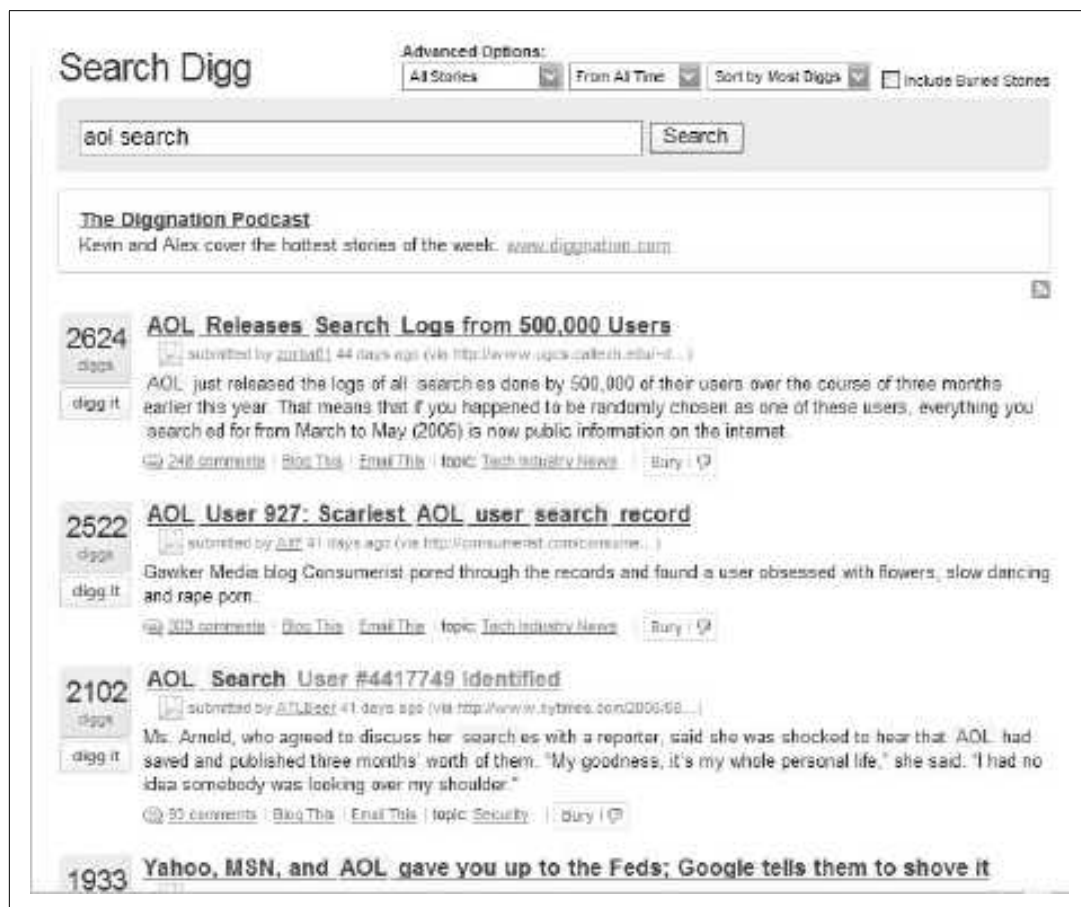 Search Digg
Advanced Options:
All Stories
From All Time
Sort by Most Diggs
Include Buried Stories
aol search
Search
The Diggnation Podcast
Kevin and Alex cover the hottest stories of the week. www.diggnation.com
2624
diggs
digg it
AOL Releases Search Logs from 500,000 Users
submitted by 44 days ago (via http://www.ugcs.caltech.edu/~d...)
AOL just released the logs of all search es done by 500,000 of their users over the course of three months
earlier this year. That means that if you happened to be randomly chosen as one of these users, everything you
search ed for from March to May (2006) is now public information on the internet.
248 comments | Blog This | Email This | topic: Tech Industry News | Bury |
2522
diggs
digg it
AOL User 927: Scariest AOL user search record
submitted by 41 days ago (via http://consumerist.com/consume...)
Gawker Media blog Consumerist pored through the records and found a user obsessed with flowers, slow dancing
and rape porn.
303 comments | Blog This | Email This | topic: Tech Industry News | Bury |
2102
diggs
digg it
AOL Search User #4417749 Identified
submitted by ATLBeer 41 days ago (via http://www.nytimes.com/2006/08...)
Ms. Arnold, who agreed to discuss her search es with a reporter, said she was shocked to hear that AOL had
saved and published three months' worth of them. "My goodness, it's my whole personal life," she said. "I had no
idea somebody was looking over my shoulder."
93 comments | Blog This | Email This | topic: Security | Bury |
1933
Yahoo, MSN, and AOL gave you up to the Feds; Google tells them to shove it